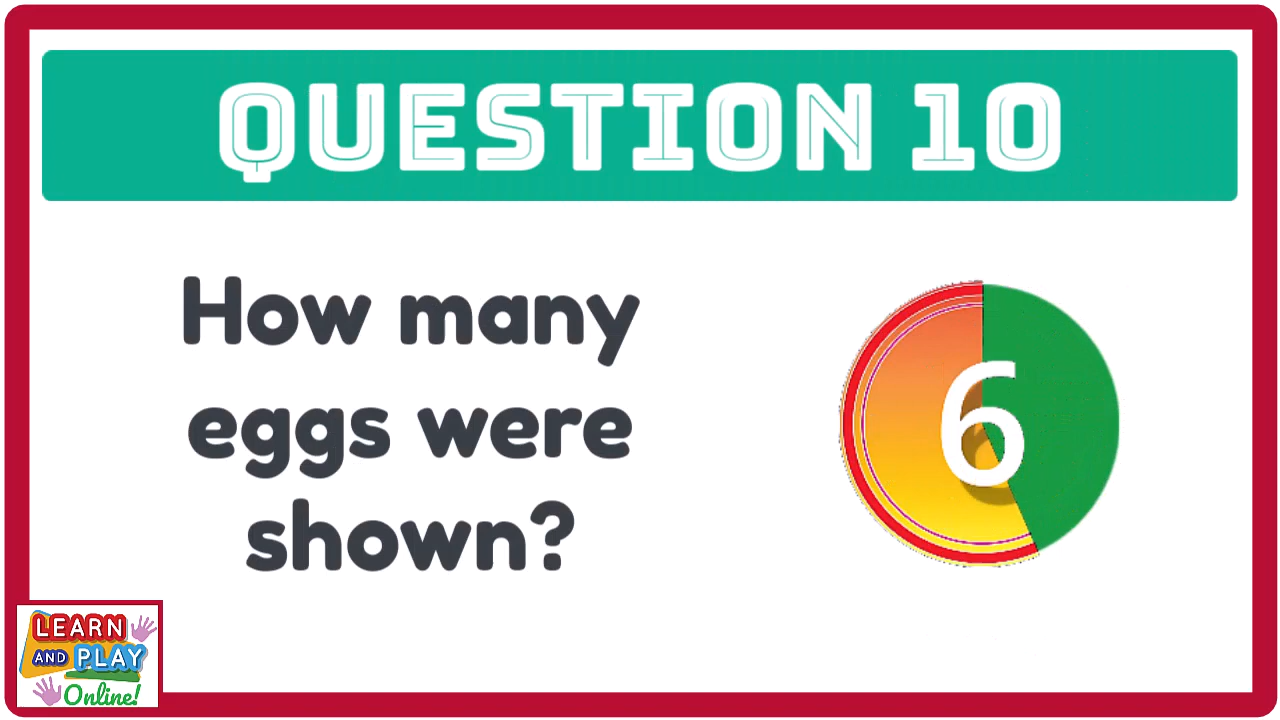 QUESTION 10
How many
eggs were
shown?
6
LEARN
AND PLAY
Online!